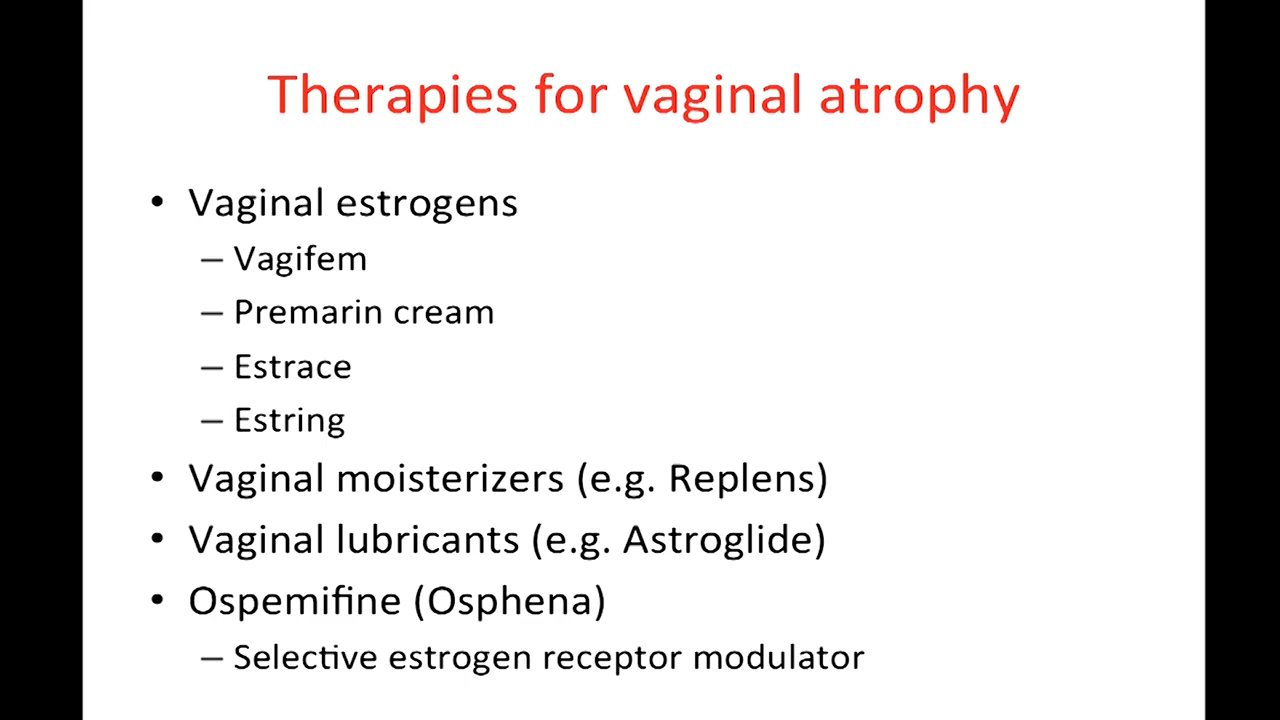 Therapies for vaginal atrophy
• Vaginal estrogens
– Vagifem
– Premarin cream
– Estrace
– Estring
• Vaginal moisterizers (e.g. Replens)
• Vaginal lubricants (e.g. Astroglide)
• Ospemifine (Osphena)
– Selective estrogen receptor modulator